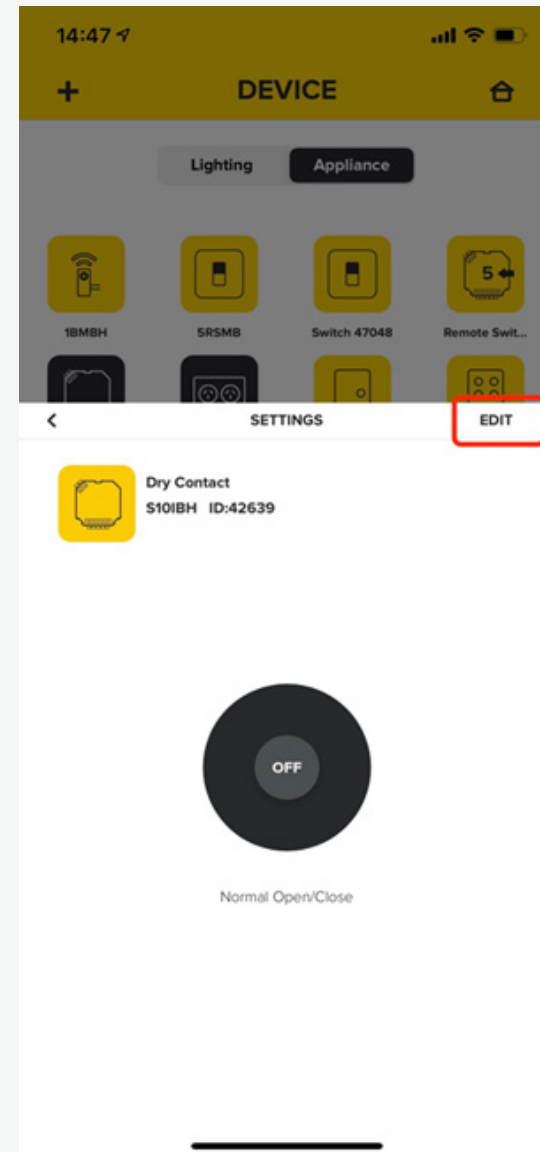 14:47
+ DEVICE
Lighting Appliance
1BMBH 5RSMB Switch 47048 Remote Swit...
5
< SETTINGS EDIT
Dry Contact
S10IBH ID:42639
OFF
Normal Open/Close